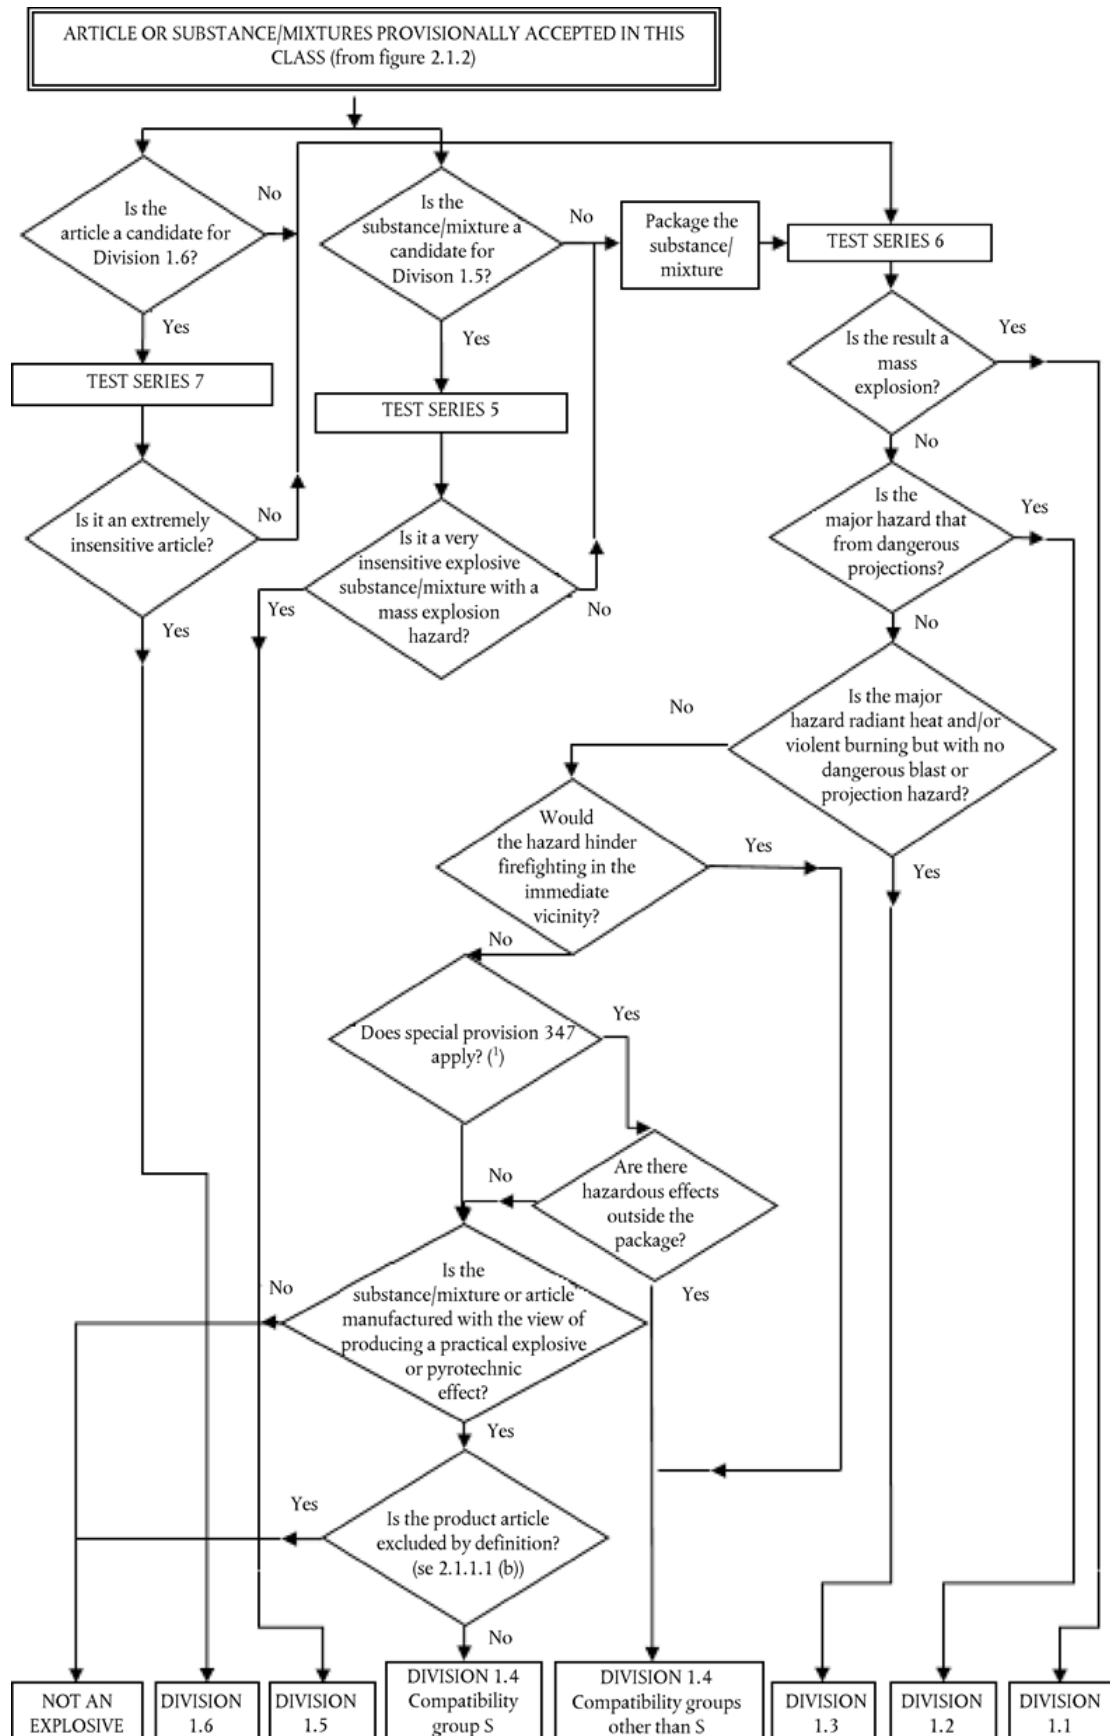 ARTICLE OR SUBSTANCE/MIXTURES PROVISIONALLY ACCEPTED IN THIS
CLASS (from figure 2.1.2)
Is the
article a candidate for
Division 1.6?
No
Yes
Is the
substance/mixture a
candidate for
Divison 1.5?
No
Yes
Package the
substance/
mixture
TEST SERIES 6
TEST SERIES 7
TEST SERIES 5
Is the result a
mass
explosion?
Yes
No
Is it an extremely
insensitive article?
No
Yes
Is it a very
insensitive explosive
substance/mixture with a
mass explosion
hazard?
Yes
No
Is the
major hazard that
from dangerous
projections?
Yes
No
Is the major
hazard radiant heat and/or
violent burning but with no
dangerous blast or
projection hazard?
No
Yes
Would
the hazard hinder
firefighting in the
immediate
vicinity?
Yes
No
Does special provision 347
apply? (¹)
Yes
Are there
hazardous effects
outside the
package?
No
Yes
Is the
substance/mixture or article
manufactured with the view of
producing a practical explosive
or pyrotechnic
effect?
No
Yes
Is the product article
excluded by definition?
(se 2.1.1.1 (b))
Yes
No
NOT AN
EXPLOSIVE
DIVISION
1.6
DIVISION
1.5
DIVISION 1.4
Compatibility
group S
DIVISION 1.4
Compatibility groups
other than S
DIVISION
1.3
DIVISION
1.2
DIVISION
1.1